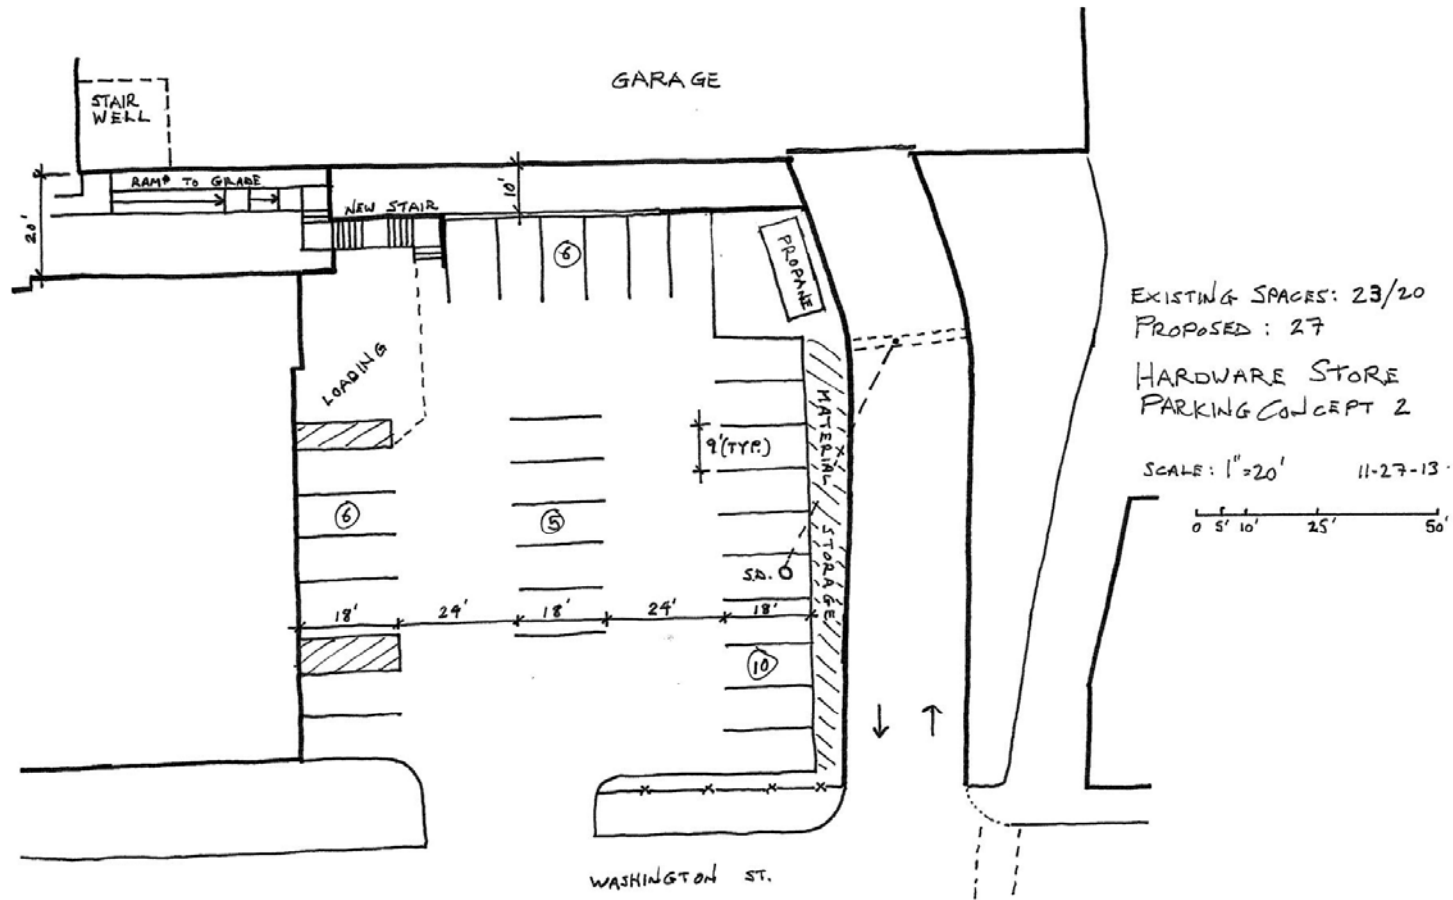 GARAGE
STAIR
WELL
RAMP TO GRADE
NEW STAIR
10'
20'
6
PROPANE
EXISTING SPACES: 23/20
PROPOSED: 27
HARDWARE STORE
PARKING CONCEPT 2
LOADING
MATERIAL STORAGE
9'(TYP.)
SCALE: 1"=20'
11-27-13
0 5' 10' 25' 50'
6
5
S.D.
18' 24' 18' 24' 18'
10
WASHINGTON ST.